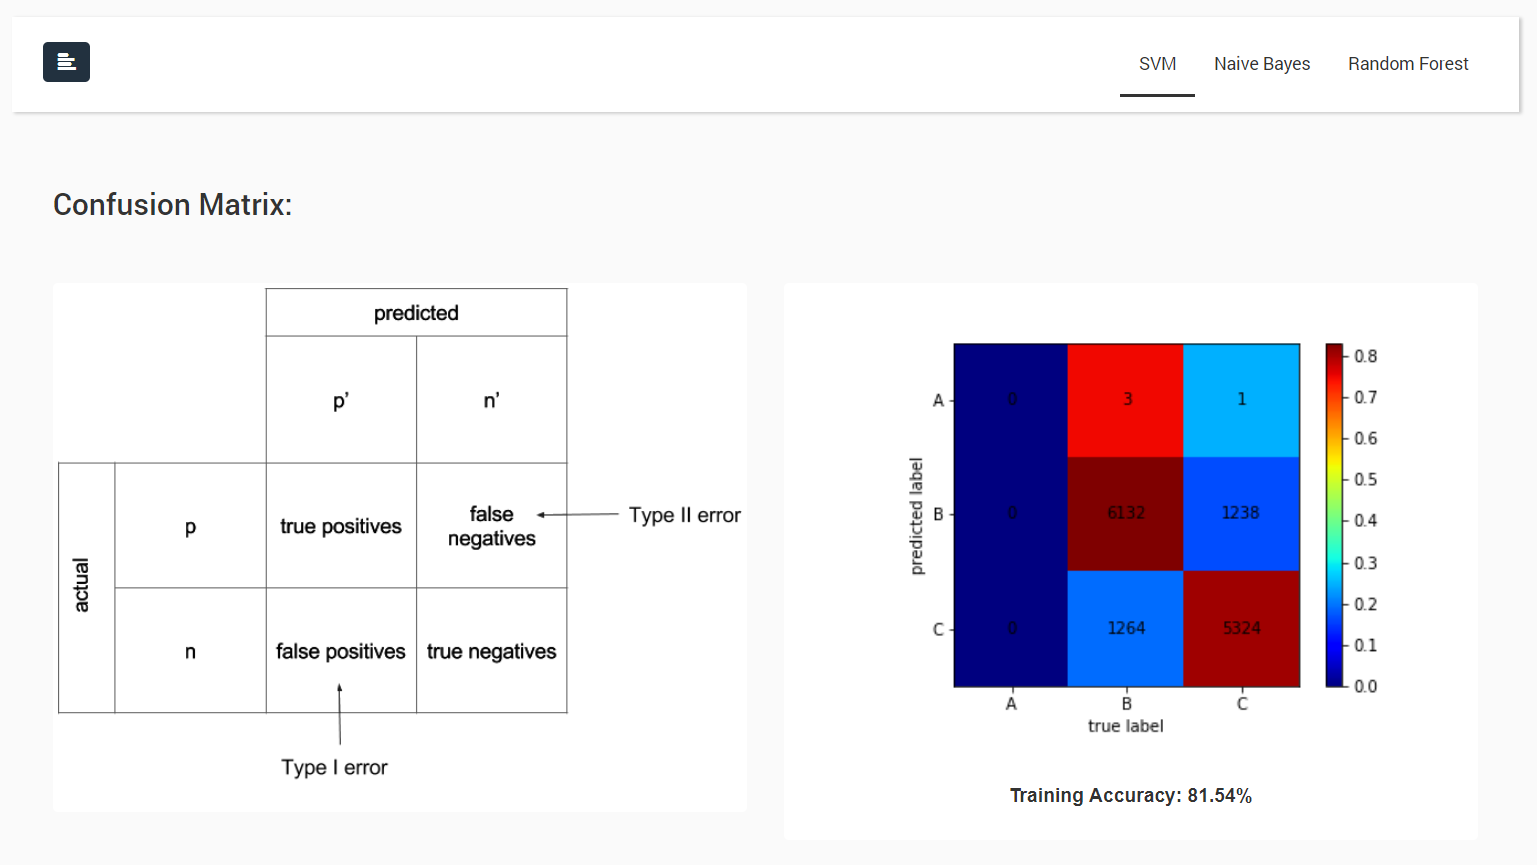 SVM Naive Bayes Random Forest
Confusion Matrix:
predicted
p’ n’
actual
p
true positives
false
negatives
Type II error
n
false positives
true negatives
Type I error
predicted label
A 0 3 1
B 0 6132 1238
C 0 1264 5324
A B C
true label
0.8
0.7
0.6
0.5
0.4
0.3
0.2
0.1
0.0
Training Accuracy: 81.54%